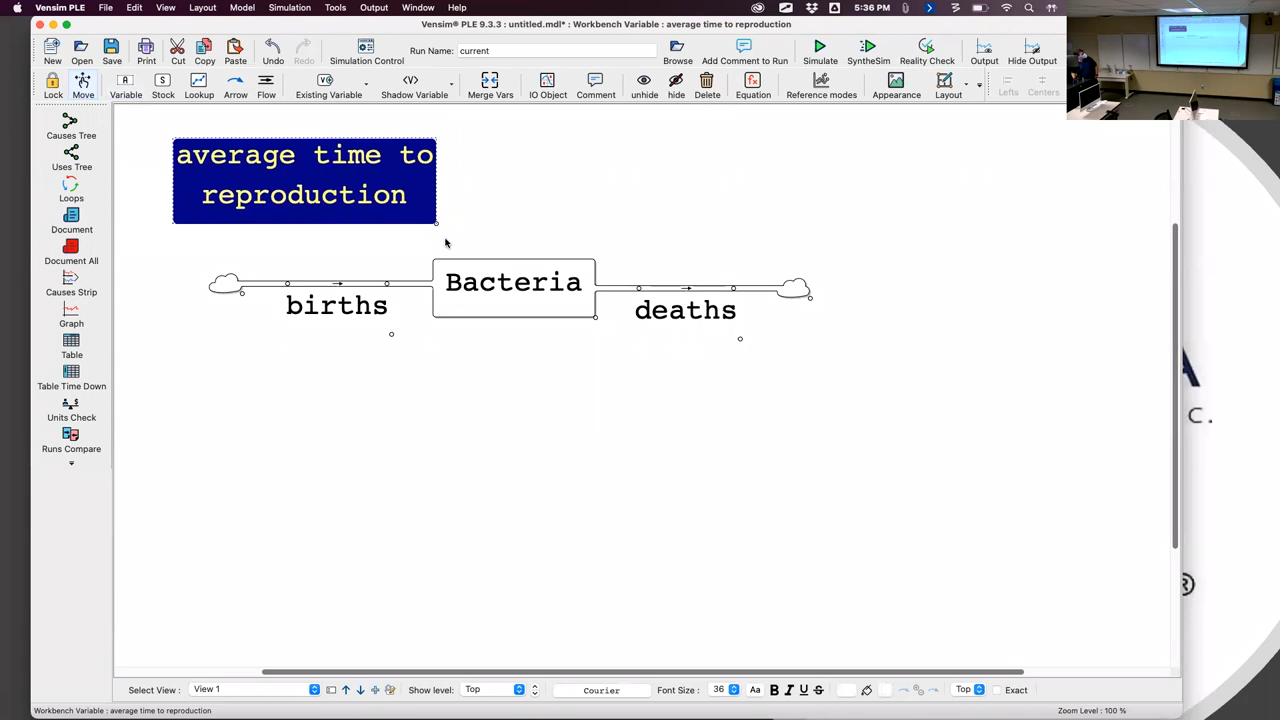 Vensim PLE File Edit View Layout Model Simulation Tools Output Window Help 5:36 PM
Vensim® PLE 9.3.3 : untitled.mdl* : Workbench Variable : average time to reproduction
New Open Save Print Cut Copy Paste Undo Redo Simulation Control Run Name: current Browse Add Comment to Run Simulate SyntheSim Reality Check Output Hide Output
Lock Move Variable Stock Lookup Arrow Flow Existing Variable Shadow Variable Merge Vars IO Object Comment unhide hide Delete Equation Reference modes Appearance Layout Lefts Centers
Causes Tree
Uses Tree
Loops
Document
Document All
Causes Strip
Graph
Table
Table Time Down
Units Check
Runs Compare
average time to
reproduction
Bacteria
births
deaths
A
C.
®
Select View : View 1 Show level: Top Courier Font Size : 36 Aa B I U S Top Exact
Workbench Variable : average time to reproduction Zoom Level : 100 %